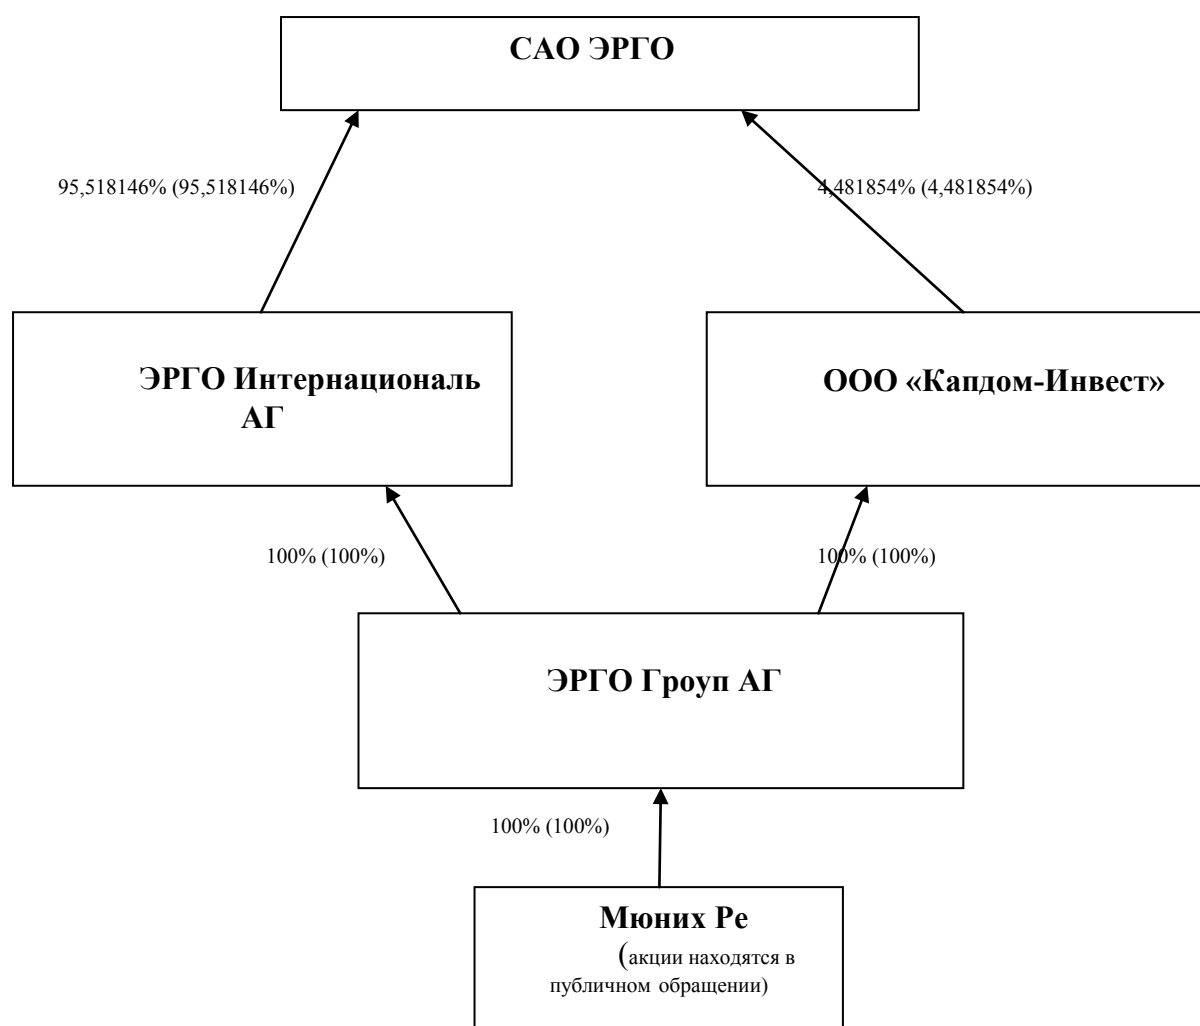 САО ЭРГО
95,518146% (95,518146%)
4,481854% (4,481854%)
ЭРГО Интернациональ
АГ
ООО «Капдом-Инвест»
100% (100%)
100% (100%)
ЭРГО Гроуп АГ
100% (100%)
Мюних Ре
(акции находятся в
публичном обращении)